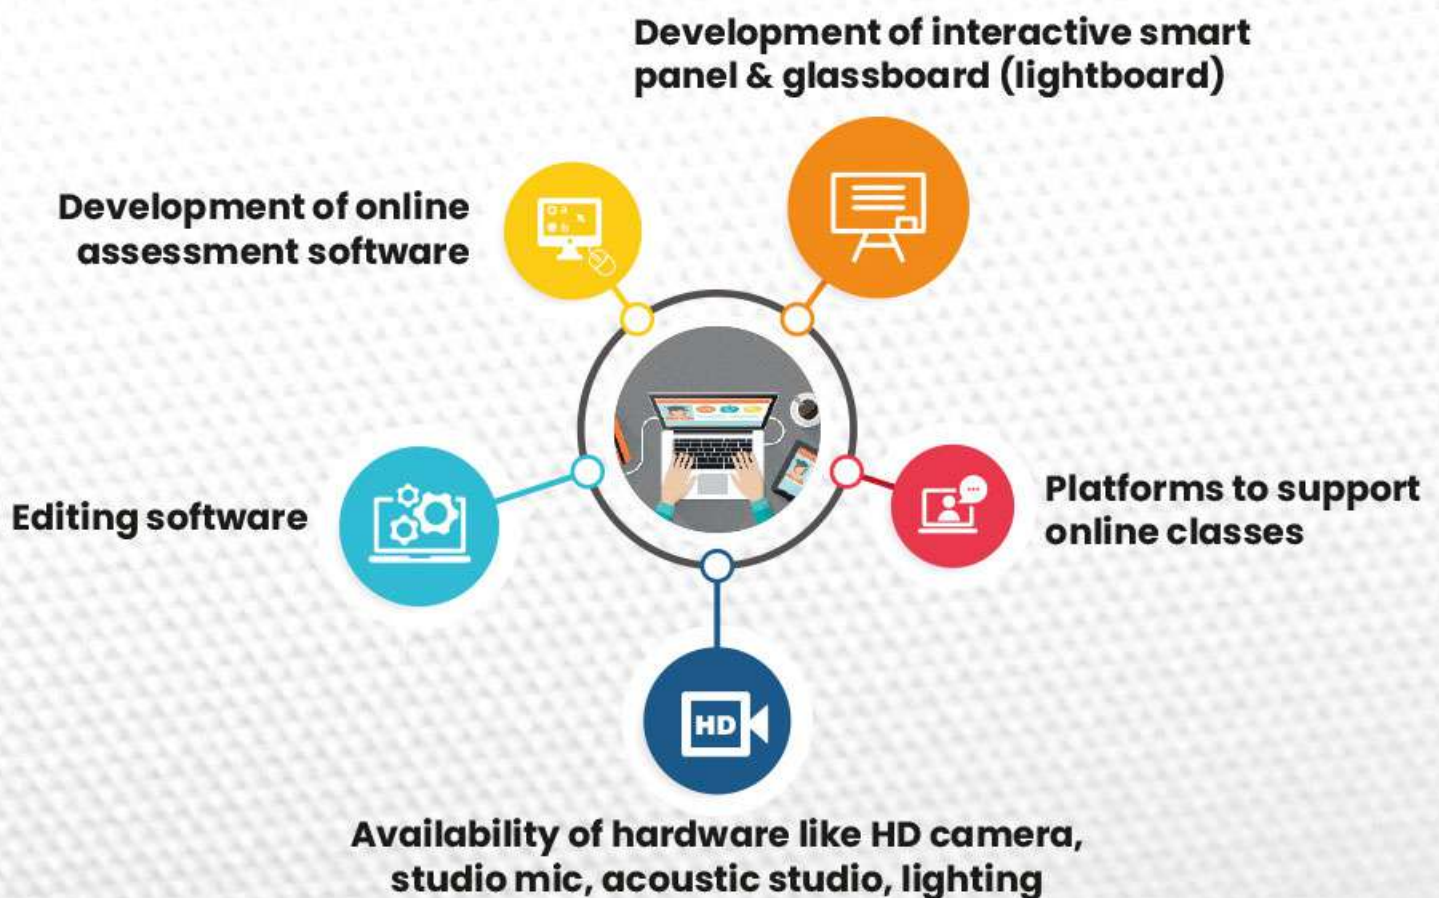 Development of interactive smart
panel & glassboard (lightboard)
Development of online
assessment software
Editing software
Platforms to support
online classes
HD
Availability of hardware like HD camera,
studio mic, acoustic studio, lighting